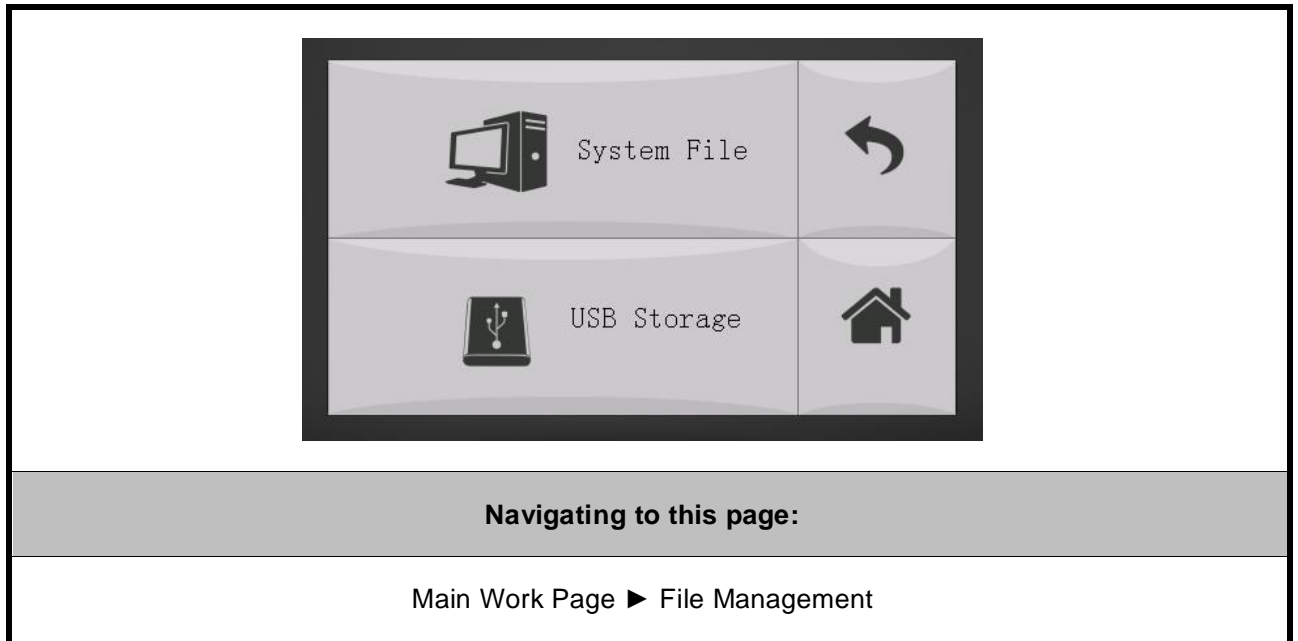 System File
USB Storage
Navigating to this page:
Main Work Page ► File Management